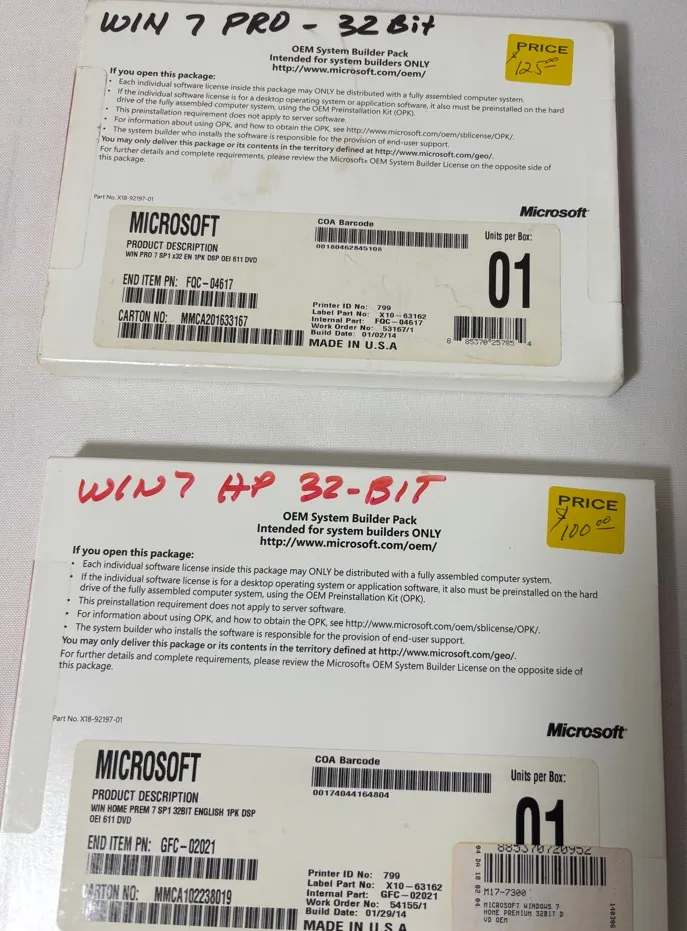 WIN 7 PRO - 32 Bit
PRICE
$125.00
OEM System Builder Pack
Intended for system builders ONLY
http://www.microsoft.com/oem/
If you open this package:
• Each individual software license inside this package may ONLY be distributed with a fully assembled computer system.
• If the individual software license is for a desktop operating system or application software, it also must be preinstalled on the hard
drive of the fully assembled computer system, using the OEM Preinstallation Kit (OPK).
• This preinstallation requirement does not apply to server software.
• For information about using OPK, and how to obtain the OPK, see http://www.microsoft.com/oem/sblicense/OPK/.
• The system builder who installs the software is responsible for the provision of end-user support.
You may only deliver this package or its contents in the territory defined at http://www.microsoft.com/geo/.
For further details and complete requirements, please review the Microsoft® OEM System Builder License on the opposite side of
this package.
Part No. X18-92197-01
Microsoft®
MICROSOFT
PRODUCT DESCRIPTION
WIN PRO 7 SP1 x32 EN 1PK DSP OEI 611 DVD
END ITEM PN: FQC-04617
CARTON NO: MMCA201633167
COA Barcode
00180462845108
Units per Box:
01
Printer ID No: 799
Label Part No: X10-63162
Internal Part: FQC-04617
Work Order No: 53167/1
Build Date: 01/02/14
MADE IN U.S.A
8 85370 25785 4
WIN 7 HP 32-BIT
PRICE
$100.00
OEM System Builder Pack
Intended for system builders ONLY
http://www.microsoft.com/oem/
If you open this package:
• Each individual software license inside this package may ONLY be distributed with a fully assembled computer system.
• If the individual software license is for a desktop operating system or application software, it also must be preinstalled on the hard
drive of the fully assembled computer system, using the OEM Preinstallation Kit (OPK).
• This preinstallation requirement does not apply to server software.
• For information about using OPK, and how to obtain the OPK, see http://www.microsoft.com/oem/sblicense/OPK/.
• The system builder who installs the software is responsible for the provision of end-user support.
You may only deliver this package or its contents in the territory defined at http://www.microsoft.com/geo/.
For further details and complete requirements, please review the Microsoft® OEM System Builder License on the opposite side of
this package.
Part No. X18-92197-01
Microsoft®
MICROSOFT
PRODUCT DESCRIPTION
WIN HOME PREM 7 SP1 32BIT ENGLISH 1PK DSP
OEI 611 DVD
END ITEM PN: GFC-02021
CARTON NO: MMCA102238019
COA Barcode
00174044164804
Units per Box:
01
Printer ID No: 799
Label Part No: X10-63162
Internal Part: GFC-02021
Work Order No: 54155/1
Build Date: 01/29/14
MADE IN U.S.A
885370720952
M17-7300
MICROSOFT WINDOWS 7
HOME PREMIUM 32BIT D
VD OEM